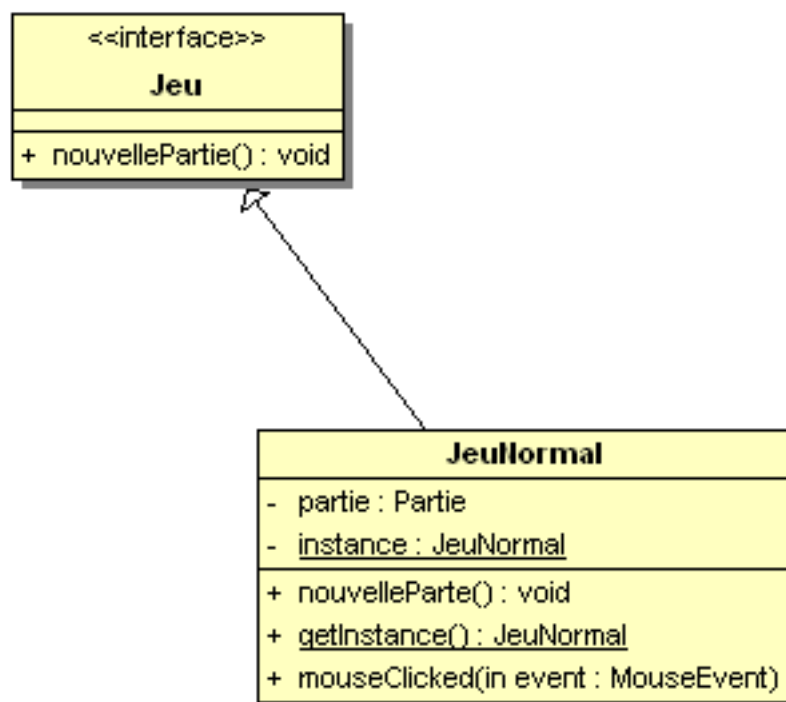 <<interface>>
Jeu
+ nouvellePartie() : void
JeuNormal
- partie : Partie
- instance : JeuNormal
+ nouvelleParte() : void
+ getInstance() : JeuNormal
+ mouseClicked(in event : MouseEvent)